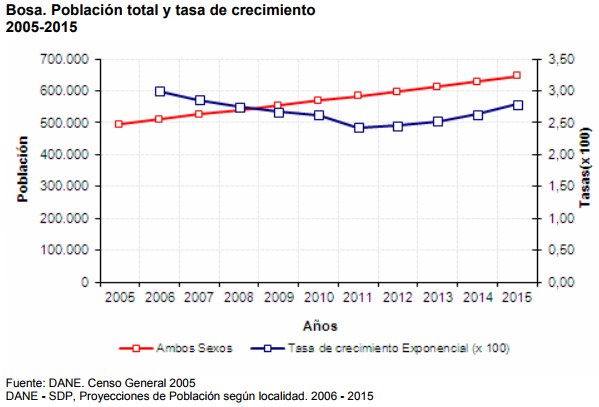 Bosa. Población total y tasa de crecimiento
2005-2015
700.000
600.000
500.000
400.000
300.000
200.000
100.000
0
Población
3,50
3,00
2,50
2,00
1,50
1,00
0,50
0,00
Tasas(x 100)
2005 2006 2007 2008 2009 2010 2011 2012 2013 2014 2015
Años
Ambos Sexos Tasa de crecimiento Exponencial (x 100)
Fuente: DANE. Censo General 2005
DANE - SDP, Proyecciones de Población según localidad. 2006 - 2015